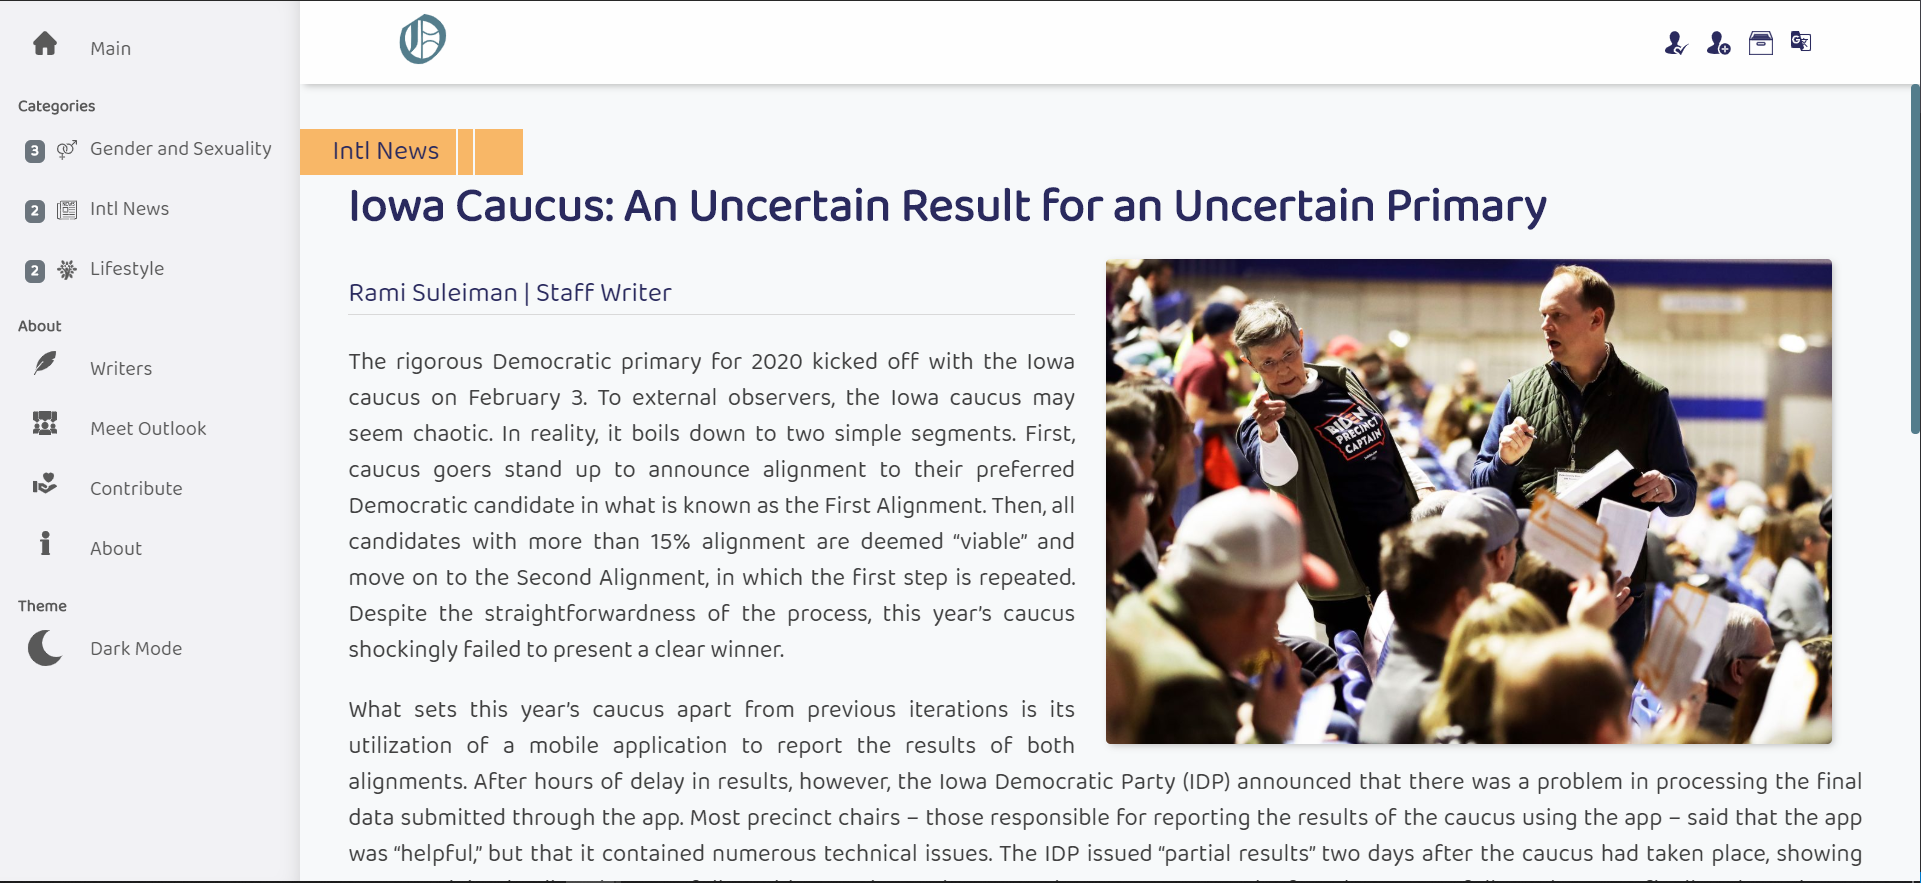 Main
Categories
3 Gender and Sexuality
2 Intl News
2 Lifestyle
About
Writers
Meet Outlook
Contribute
About
Theme
Dark Mode
Intl News
Iowa Caucus: An Uncertain Result for an Uncertain Primary
Rami Suleiman | Staff Writer
The rigorous Democratic primary for 2020 kicked off with the Iowa
caucus on February 3. To external observers, the Iowa caucus may
seem chaotic. In reality, it boils down to two simple segments. First,
caucus goers stand up to announce alignment to their preferred
Democratic candidate in what is known as the First Alignment. Then, all
candidates with more than 15% alignment are deemed “viable” and
move on to the Second Alignment, in which the first step is repeated.
Despite the straightforwardness of the process, this year’s caucus
shockingly failed to present a clear winner.
What sets this year’s caucus apart from previous iterations is its
utilization of a mobile application to report the results of both
alignments. After hours of delay in results, however, the Iowa Democratic Party (IDP) announced that there was a problem in processing the final
data submitted through the app. Most precinct chairs – those responsible for reporting the results of the caucus using the app – said that the app
was “helpful,” but that it contained numerous technical issues. The IDP issued “partial results” two days after the caucus had taken place, showing
BIDEN
PRECINCT
CAPTAIN